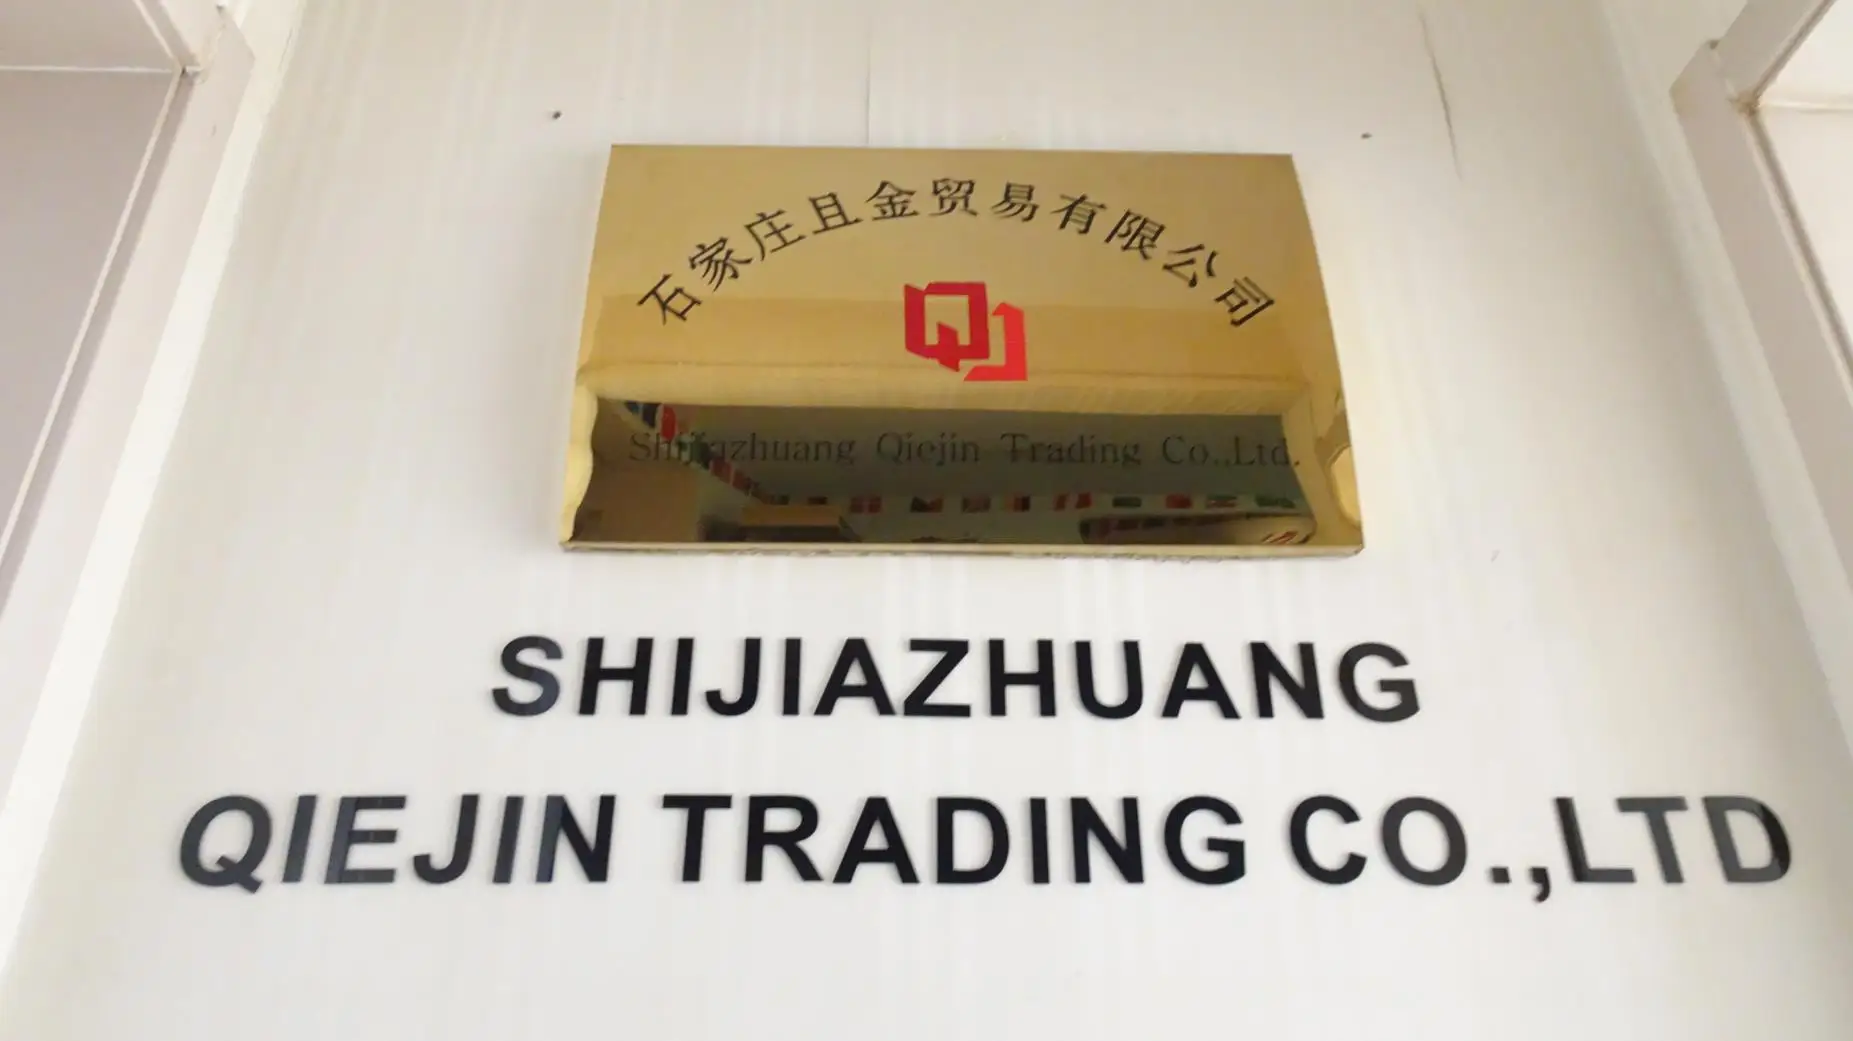 石家庄且金贸易有限公司
QJ
Shijiazhuang Qiejin Trading Co.,Ltd.
SHIJIAZHUANG
QIEJIN TRADING CO.,LTD